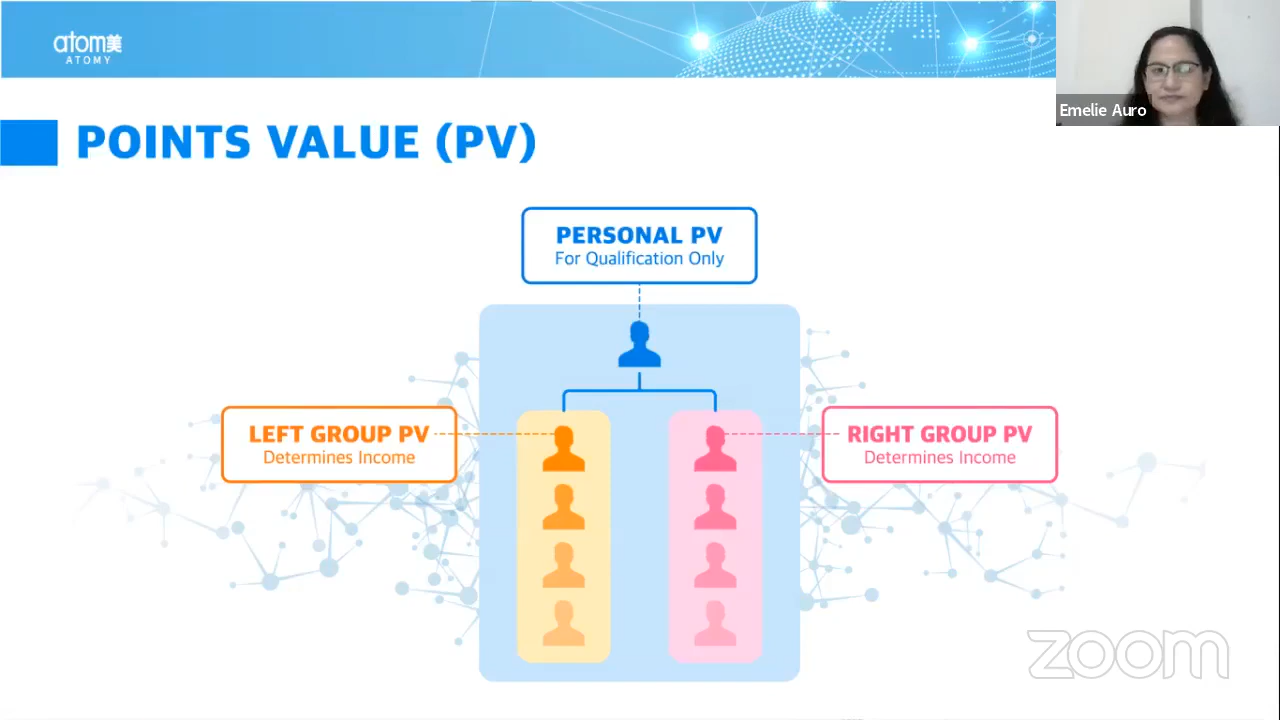 atom美
ATOMY
Emelie Auro
POINTS VALUE (PV)
PERSONAL PV
For Qualification Only
LEFT GROUP PV
Determines Income
RIGHT GROUP PV
Determines Income
zoom